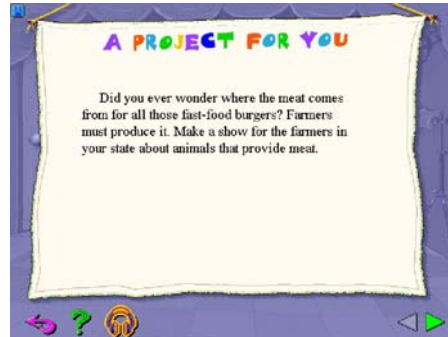 A PROJECT FOR YOU
Did you ever wonder where the meat comes
from for all those fast-food burgers? Farmers
must produce it. Make a show for the farmers in
your state about animals that provide meat.
?